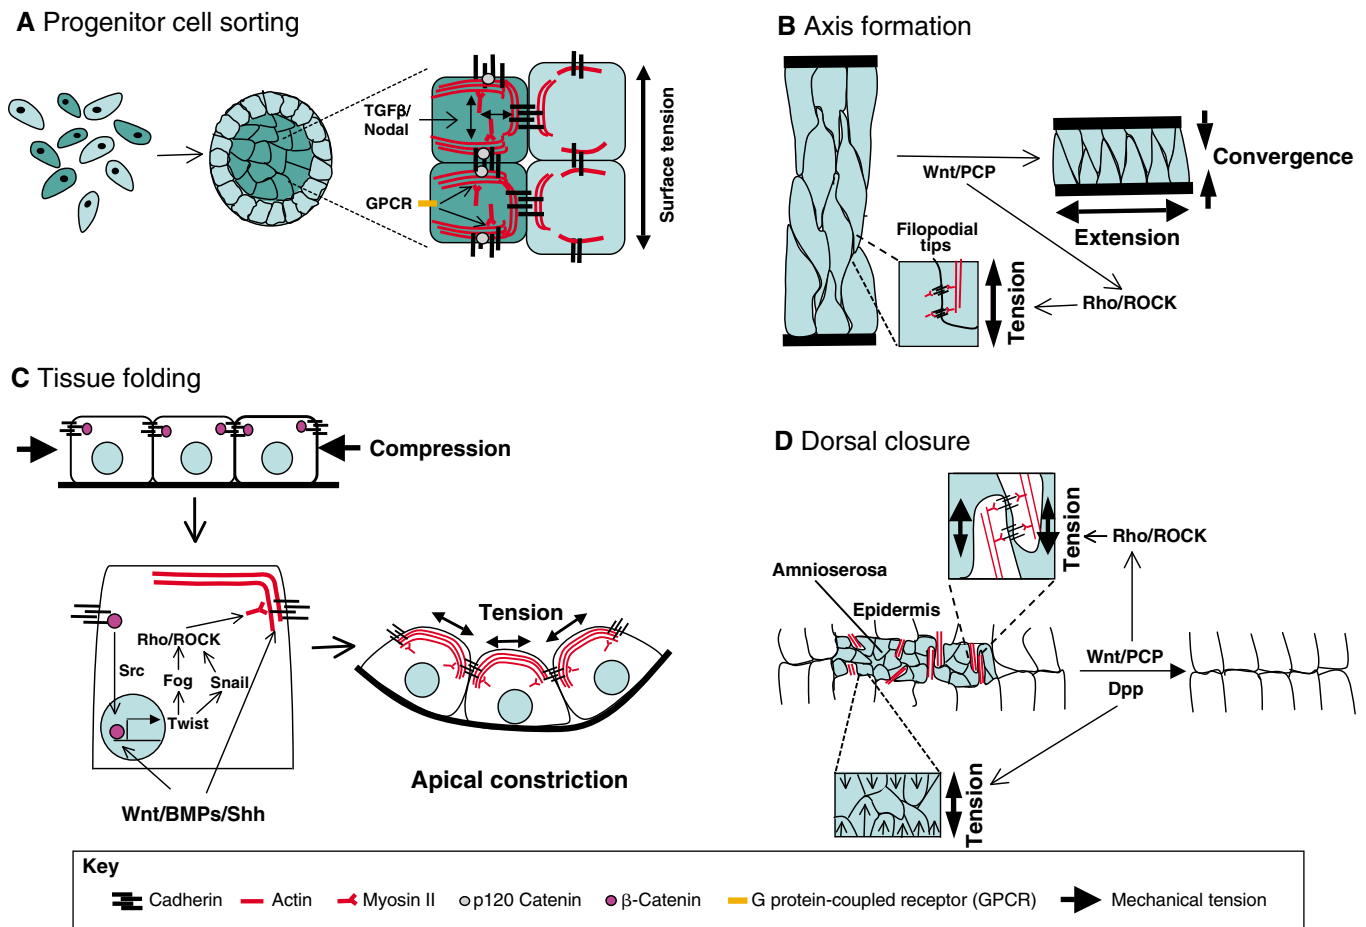 A Progenitor cell sorting
TGFβ/
Nodal
GPCR
Surface tension
B Axis formation
Wnt/PCP
Convergence
Extension
Filopodial
tips
Tension
Rho/ROCK
C Tissue folding
Compression
Rho/ROCK
Src
Fog
Snail
Twist
Wnt/BMPs/Shh
Tension
Apical constriction
D Dorsal closure
Tension
Rho/ROCK
Amnioserosa
Epidermis
Wnt/PCP
Dpp
Tension
Key
Cadherin
Actin
Myosin II
p120 Catenin
β-Catenin
G protein-coupled receptor (GPCR)
Mechanical tension